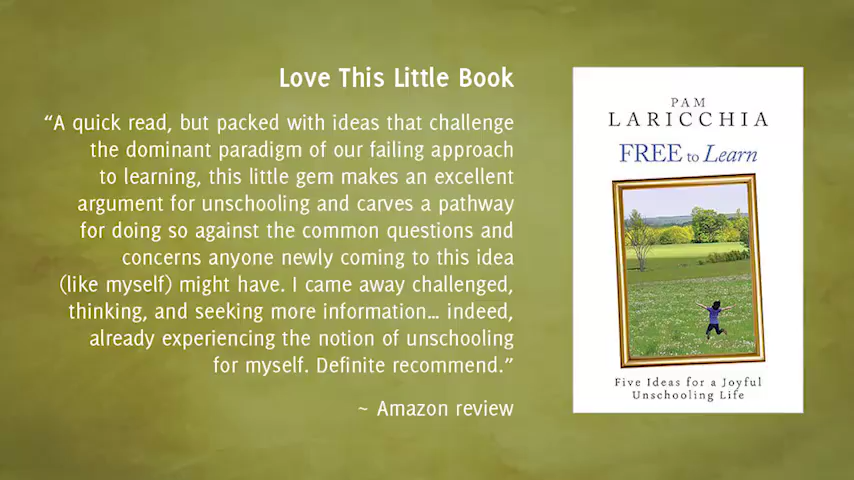 Love This Little Book
“A quick read, but packed with ideas that challenge
the dominant paradigm of our failing approach
to learning, this little gem makes an excellent
argument for unschooling and carves a pathway
for doing so against the common questions and
concerns anyone newly coming to this idea
(like myself) might have. I came away challenged,
thinking, and seeking more information… indeed,
already experiencing the notion of unschooling
for myself. Definite recommend.”
~ Amazon review
PAM
LARICCHIA
FREE to Learn
Five Ideas for a Joyful
Unschooling Life